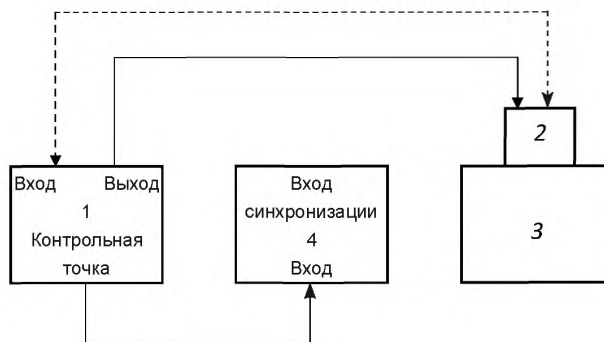 Вход Выход
1
Контрольная
точка
Вход
синхронизации
4
Вход
2
3